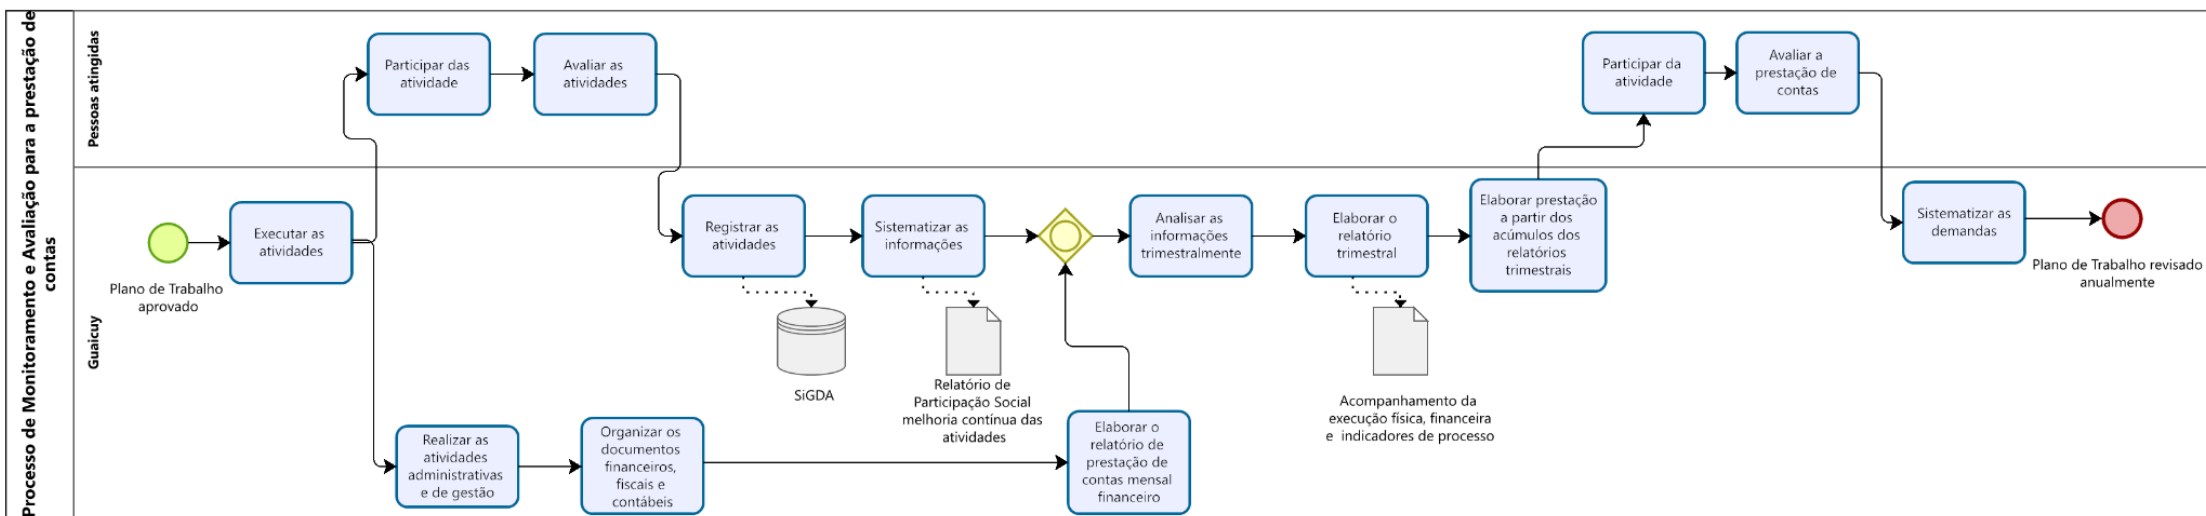 Processo de Monitoramento e Avaliação para a prestação de
contas
Pessoas atingidas
Guaicuy
Plano de Trabalho
aprovado
Executar as
atividades
Participar das
atividade
Avaliar as
atividades
Registrar as
atividades
SiGDA
Sistematizar as
informações
Relatório de
Participação Social
melhoria contínua das
atividades
Realizar as
atividades
administrativas
e de gestão
Organizar os
documentos
financeiros,
fiscais e
contábeis
Elaborar o
relatório de
prestação de
contas mensal
financeiro
Analisar as
informações
trimestralmente
Elaborar o
relatório
trimestral
Acompanhamento da
execução física, financeira
e indicadores de processo
Elaborar prestação
a partir dos
acúmulos dos
relatórios
trimestrais
Participar da
atividade
Avaliar a
prestação de
contas
Sistematizar as
demandas
Plano de Trabalho revisado
anualmente